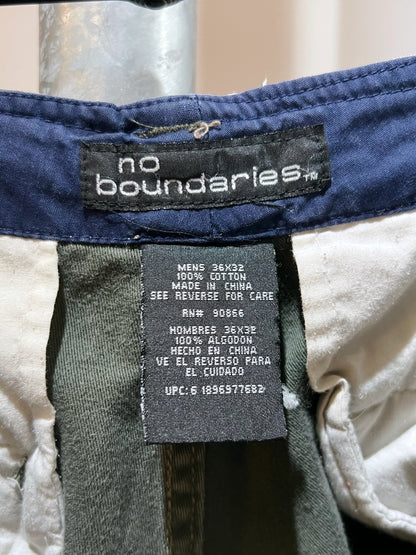 no
boundaries™
MENS 36X32
100% COTTON
MADE IN CHINA
SEE REVERSE FOR CARE
RN# 90866
HOMBRES 36X32
100% ALGODON
HECHO EN CHINA
VE EL REVERSO PARA
EL CUIDADO
UPC: 6 1896977682